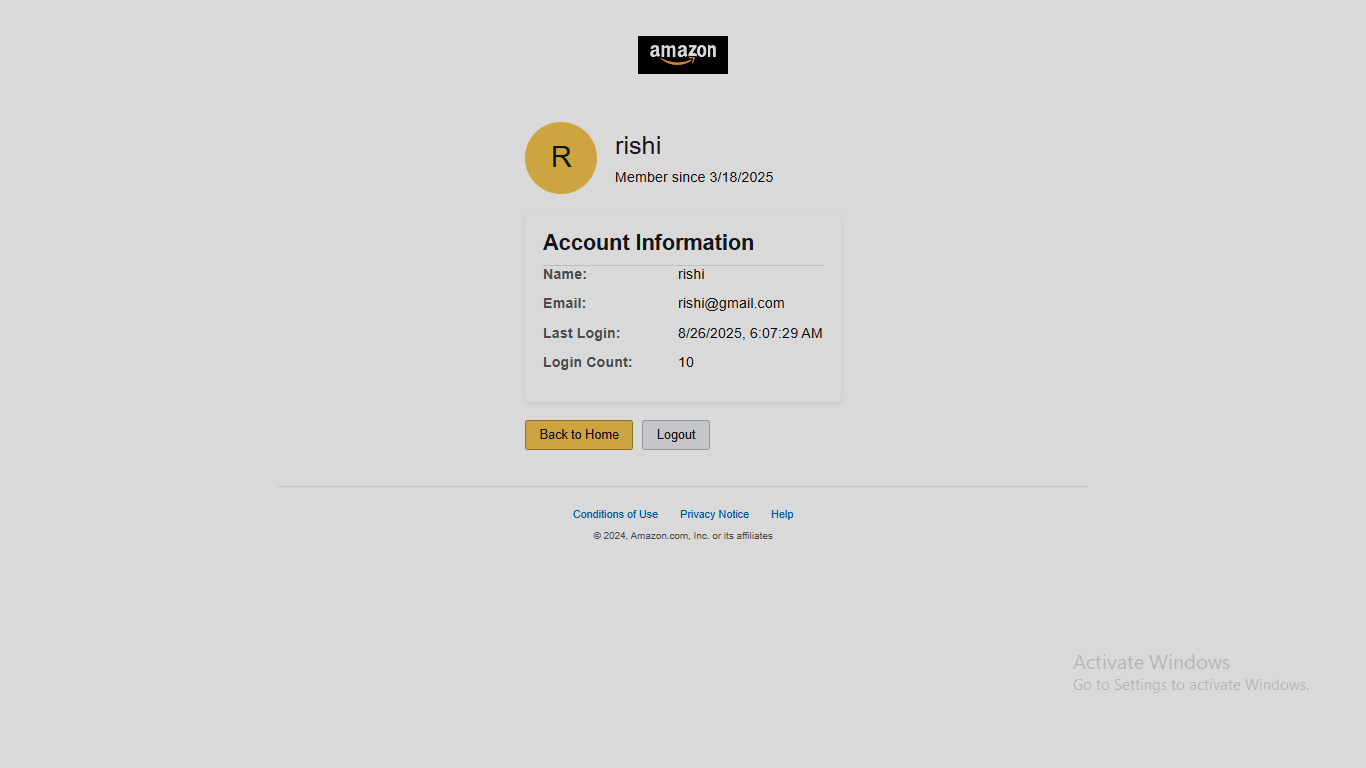 amazon
R
rishi
Member since 3/18/2025
Account Information
Name: rishi
Email: rishi@gmail.com
Last Login: 8/26/2025, 6:07:29 AM
Login Count: 10
Back to Home Logout
Conditions of Use Privacy Notice Help
© 2024, Amazon.com, Inc. or its affiliates
Activate Windows
Go to Settings to activate Windows.